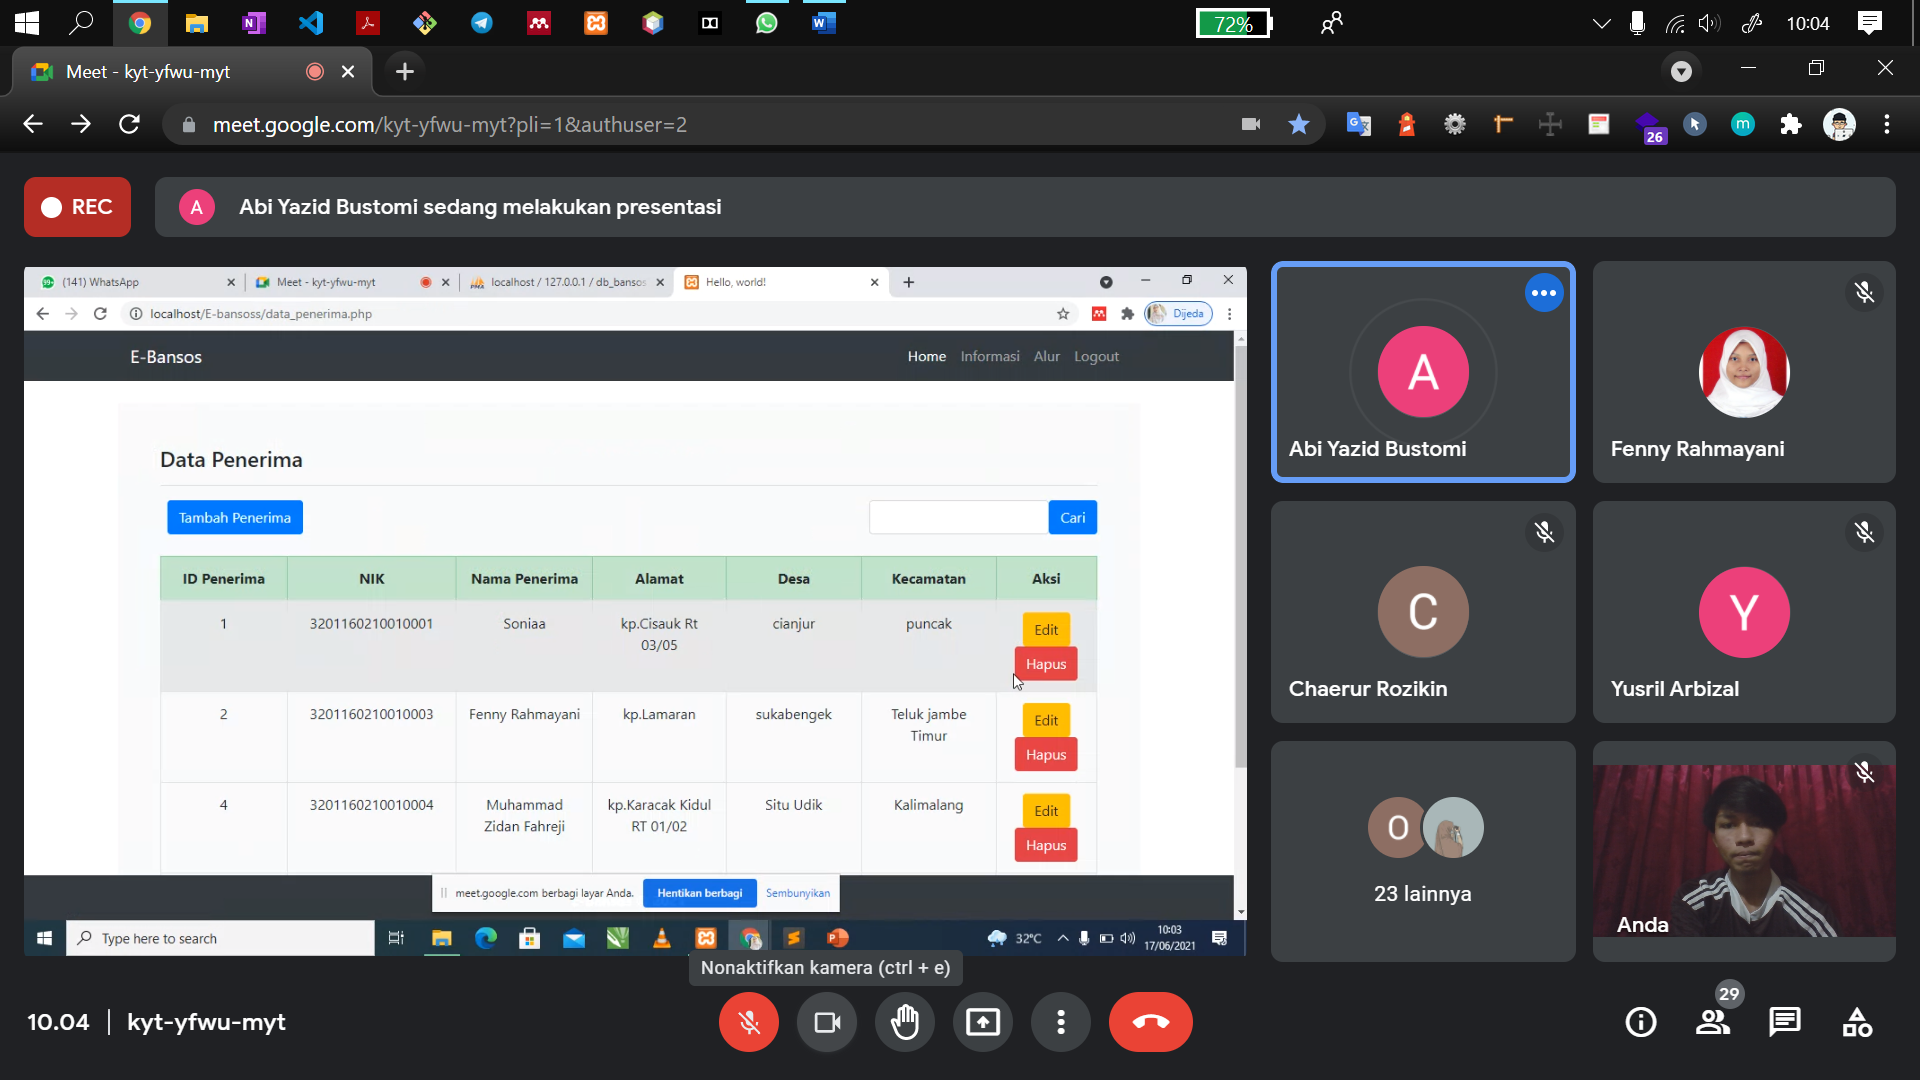 72%
10:04
Meet - kyt-yfwu-myt
meet.google.com/kyt-yfwu-myt?pli=1&authuser=2
26
m
REC
A
Abi Yazid Bustomi sedang melakukan presentasi
(141) WhatsApp
Meet - kyt-yfwu-myt
localhost / 127.0.0.1 / db_bansos
Hello, world!
localhost/E-bansoss/data_penerima.php
Dijeda
E-Bansos
Home Informasi Alur Logout
Data Penerima
Tambah Penerima
Cari
ID Penerima NIK Nama Penerima Alamat Desa Kecamatan Aksi
1 3201160210010001 Soniaa kp.Cisauk Rt 03/05 cianjur puncak Edit Hapus
2 3201160210010003 Fenny Rahmayani kp.Lamaran sukabengek Teluk jambe Timur Edit Hapus
4 3201160210010004 Muhammad Zidan Fahreji kp.Karacak Kidul RT 01/02 Situ Udik Kalimalang Edit Hapus
meet.google.com berbagi layar Anda. Hentikan berbagi Sembunyikan
Type here to search
32°C
10:03
17/06/2021
A
Abi Yazid Bustomi
Fenny Rahmayani
C
Chaerur Rozikin
Y
Yusril Arbizal
O
23 lainnya
Anda
Nonaktifkan kamera (ctrl + e)
10.04 | kyt-yfwu-myt
29